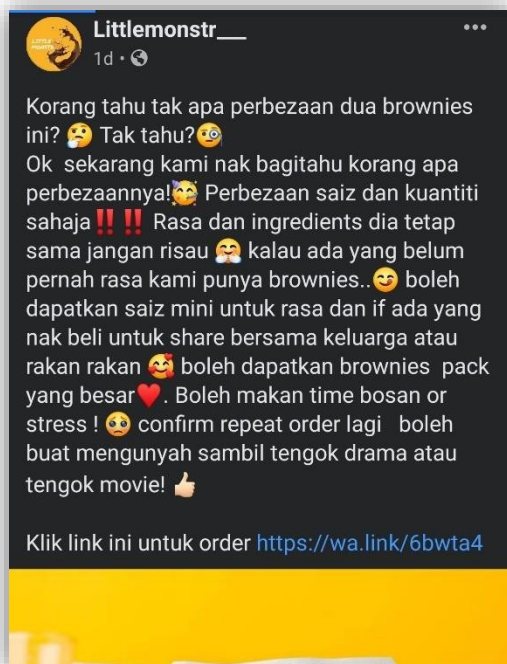 Littlemonstr___
1d
Korang tahu tak apa perbezaan dua brownies
ini? 🤔 Tak tahu?🧐
Ok  sekarang kami nak bagitahu korang apa
perbezaannya!🥳 Perbezaan saiz dan kuantiti
sahaja‼️ ‼️ Rasa dan ingredients dia tetap
sama jangan risau 🤗 kalau ada yang belum
pernah rasa kami punya brownies..😋 boleh
dapatkan saiz mini untuk rasa dan if ada yang
nak beli untuk share bersama keluarga atau
rakan rakan 🥰 boleh dapatkan brownies  pack
yang besar♥️. Boleh makan time bosan or
stress ! 🥺 confirm repeat order lagi   boleh
buat mengunyah sambil tengok drama atau
tengok movie! 👍🏻
Klik link ini untuk order https://wa.link/6bwta4